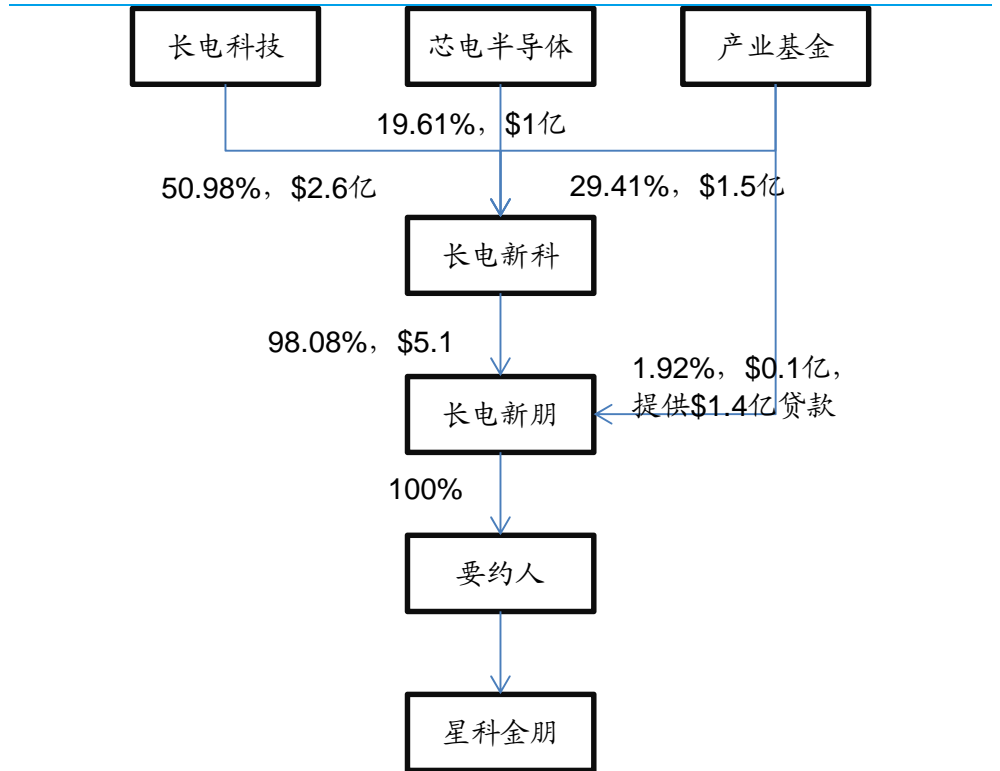 长电科技
芯电半导体
产业基金
19.61%，$1亿
50.98%，$2.6亿
29.41%，$1.5亿
长电新科
98.08%，$5.1
1.92%，$0.1亿，
提供$1.4亿贷款
长电新朋
100%
要约人
星科金朋